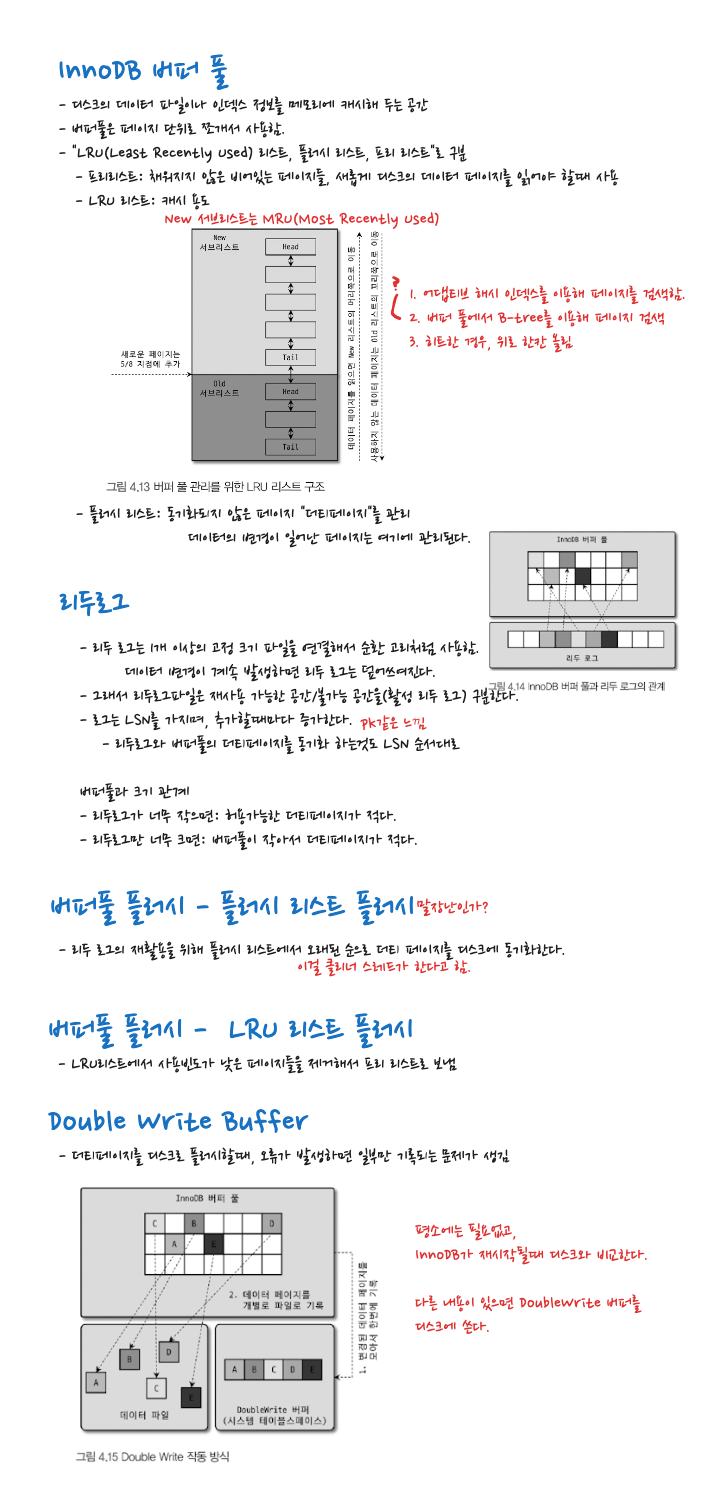 InnoDB 버퍼 풀
- 디스크의 데이터 파일이나 인덱스 정보를 메모리에 캐시해 두는 공간
- 버퍼풀은 페이지 단위로 쪼개서 사용함.
- "LRU(Least Recently Used) 리스트, 플러시 리스트, 프리 리스트"로 구분
- 프리리스트: 채워지지 않은 비어있는 페이지들, 새롭게 디스크의 데이터 페이지를 읽어야 할때 사용
- LRU 리스트: 캐시 용도
New 서브리스트는 MRU(Most Recently Used)
New
서브리스트
Head
Tail
새로운 페이지는
5/8 지점에 추가
Old
서브리스트
Head
Tail
데이터 페이지를 읽으면 New 리스트의 머리쪽으로 이동
사용하지 않는 데이터 페이지는 Old 리스트의 꼬리쪽으로 이동
?
1. 어댑티브 해시 인덱스를 이용해 페이지를 검색함.
2. 버퍼 풀에서 B-tree를 이용해 페이지 검색
3. 히트한 경우, 위로 한칸 올림
그림 4.13 버퍼 풀 관리를 위한 LRU 리스트 구조
- 플러시 리스트: 동기화되지 않은 페이지 "더티페이지"를 관리
데이터의 변경이 일어난 페이지는 여기에 관리된다.
InnoDB 버퍼 풀
리두 로그
그림 4.14 InnoDB 버퍼 풀과 리두 로그의 관계
리두로그
- 리두 로그는 1개 이상의 고정 크기 파일을 연결해서 순환 고리처럼 사용함.
데이터 변경이 계속 발생하면 리두 로그는 덮어쓰여진다.
- 그래서 리두로그파일은 재사용 가능한 공간/불가능 공간을(활성 리두 로그) 구분한다.
- 로그는 LSN를 가지며, 추가할때마다 증가한다. PK같은 느낌
- 리두로그와 버퍼풀의 더티페이지를 동기화 하는것도 LSN 순서대로
버퍼풀과 크기 관계
- 리두로그가 너무 작으면: 허용가능한 더티페이지가 적다.
- 리두로그만 너무 크면: 버퍼풀이 작아서 더티페이지가 적다.
버퍼풀 플러시 - 플러시 리스트 플러시 말장난인가?
- 리두 로그의 재활용을 위해 플러시 리스트에서 오래된 순으로 더티 페이지를 디스크에 동기화한다.
이걸 클리너 스레드가 한다고 함.
버퍼풀 플러시 - LRU 리스트 플러시
- LRU리스트에서 사용빈도가 낮은 페이지들을 제거해서 프리 리스트로 보냄
Double Write Buffer
- 더티페이지를 디스크로 플러시할때, 오류가 발생하면 일부만 기록되는 문제가 생김
InnoDB 버퍼 풀
C B D
A E
2. 데이터 페이지를
개별로 파일로 기록
1. 변경된 데이터 페이지를
모아서 한번에 기록
A B D C E
데이터 파일
A B C D E
DoubleWrite 버퍼
(시스템 테이블스페이스)
평소에는 필요없고,
InnoDB가 재시작될때 디스크와 비교한다.
다른 내용이 있으면 DoubleWrite 버퍼를
디스크에 쓴다.
그림 4.15 Double Write 작동 방식